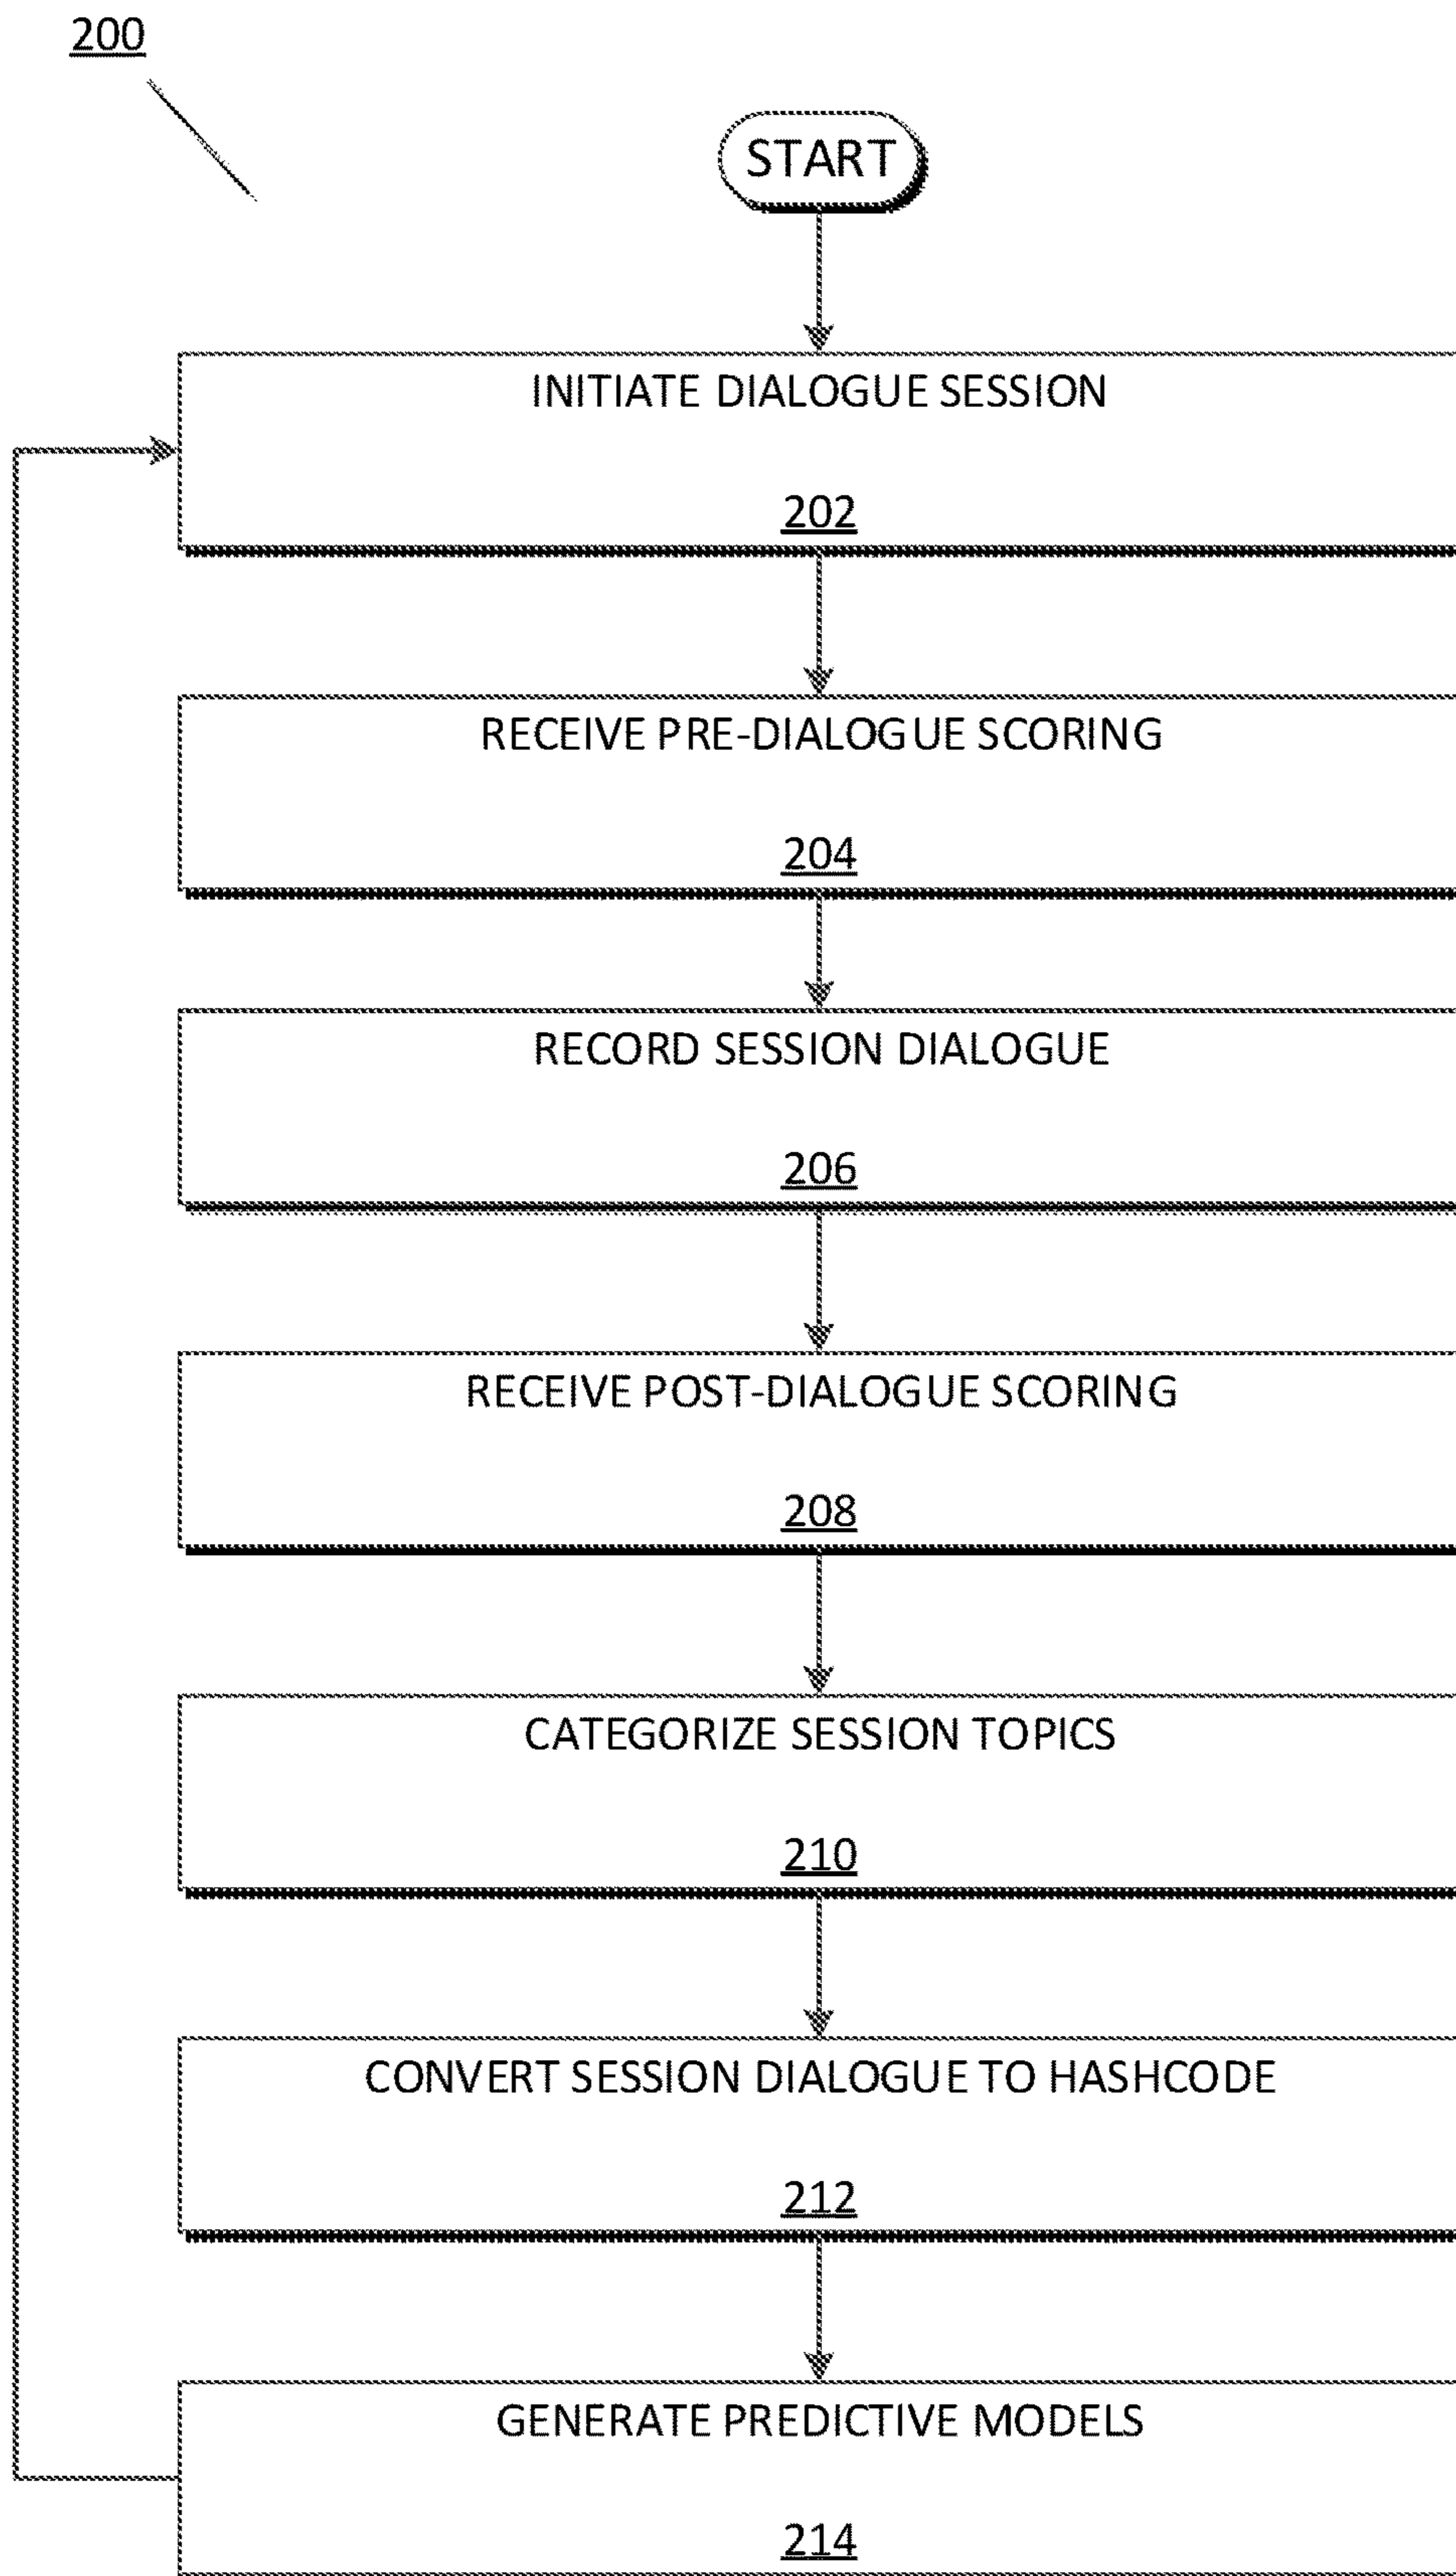 200
START
INITIATE DIALOGUE SESSION
202
RECEIVE PRE-DIALOGUE SCORING
204
RECORD SESSION DIALOGUE
206
RECEIVE POST-DIALOGUE SCORING
208
CATEGORIZE SESSION TOPICS
210
CONVERT SESSION DIALOGUE TO HASHCODE
212
GENERATE PREDICTIVE MODELS
214